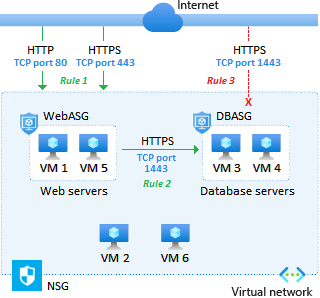 Internet
HTTP
TCP port 80
HTTPS
TCP port 443
Rule 1
HTTPS
TCP port 1443
Rule 3
X
WebASG
VM 1
VM 5
Web servers
HTTPS
TCP port
1443
Rule 2
DBASG
VM 3
VM 4
Database servers
VM 2
VM 6
NSG
Virtual network